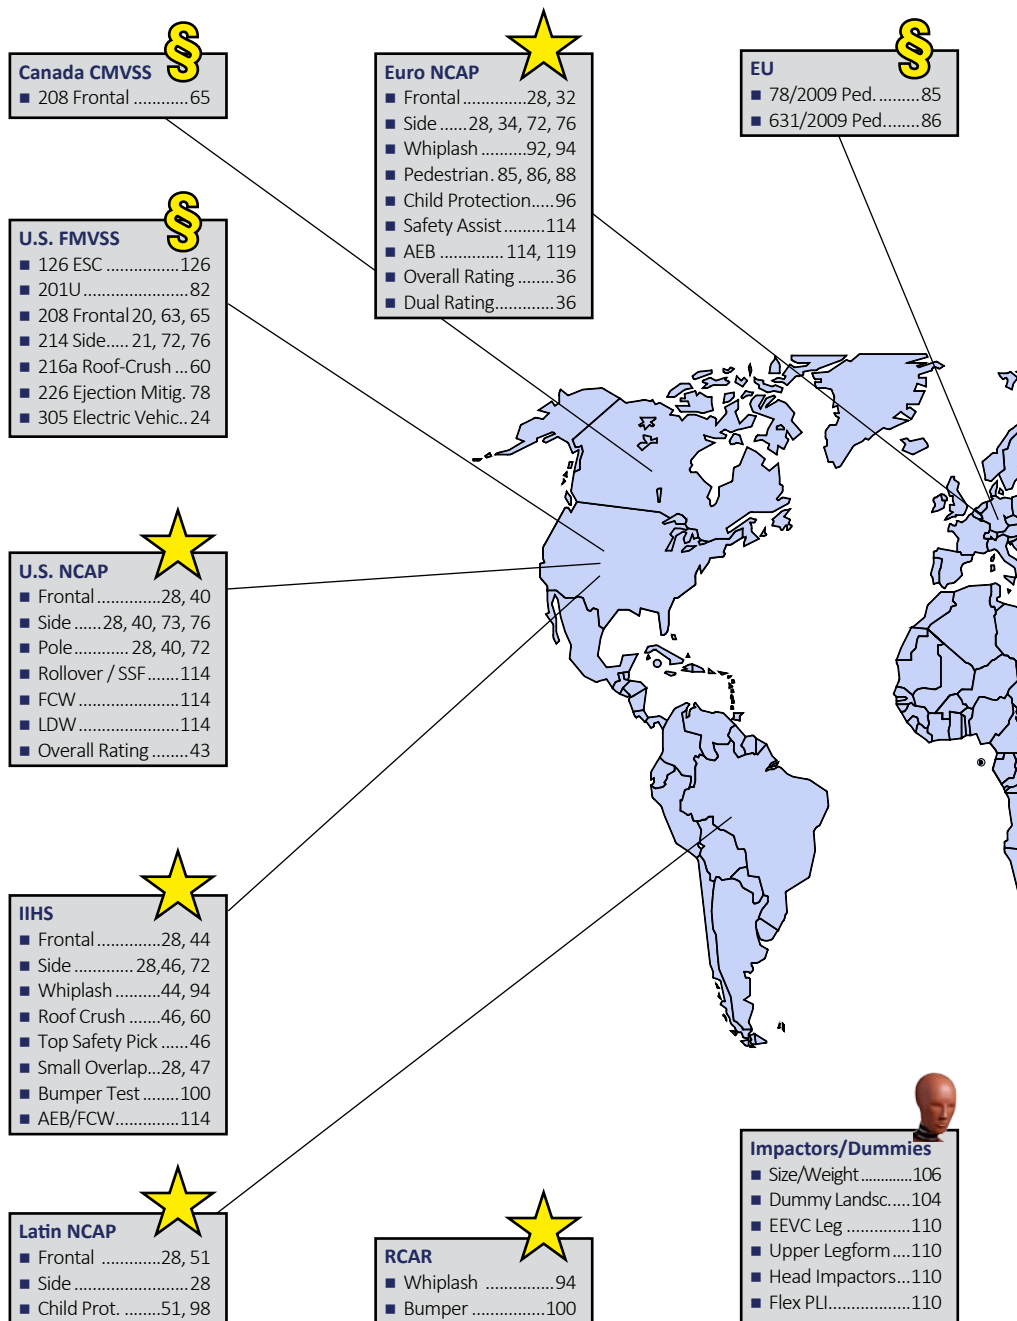 Canada CMVSS
§
■ 208 Frontal ............65
U.S. FMVSS
§
■ 126 ESC ...............126
■ 201U......................82
■ 208 Frontal 20, 63, 65
■ 214 Side..... 21, 72, 76
■ 216a Roof-Crush ...60
■ 226 Ejection Mitig. 78
■ 305 Electric Vehic.. 24
U.S. NCAP
■ Frontal.............28, 40
■ Side.....28, 40, 73, 76
■ Pole........... 28, 40, 72
■ Rollover / SSF......114
■ FCW.....................114
■ LDW.....................114
■ Overall Rating ........43
IIHS
■ Frontal.............28, 44
■ Side ............ 28,46, 72
■ Whiplash ..........44, 94
■ Roof Crush .......46, 60
■ Top Safety Pick ......46
■ Small Overlap...28, 47
■ Bumper Test ........100
■ AEB/FCW..............114
Latin NCAP
■ Frontal ............28, 51
■ Side........................28
■ Child Prot. ........51, 98
Euro NCAP
■ Frontal.............28, 32
■ Side......28, 34, 72, 76
■ Whiplash .........92, 94
■ Pedestrian. 85, 86, 88
■ Child Protection.....96
■ Safety Assist ........114
■ AEB .............. 114, 119
■ Overall Rating ........36
■ Dual Rating............36
RCAR
■ Whiplash ..............94
■ Bumper ...............100
EU
§
■ 78/2009 Ped.........85
■ 631/2009 Ped.......86
Impactors/Dummies
■ Size/Weight............106
■ Dummy Landsc.....104
■ EEVC Leg .............110
■ Upper Legform ....110
■ Head Impactors...110
■ Flex PLI................110